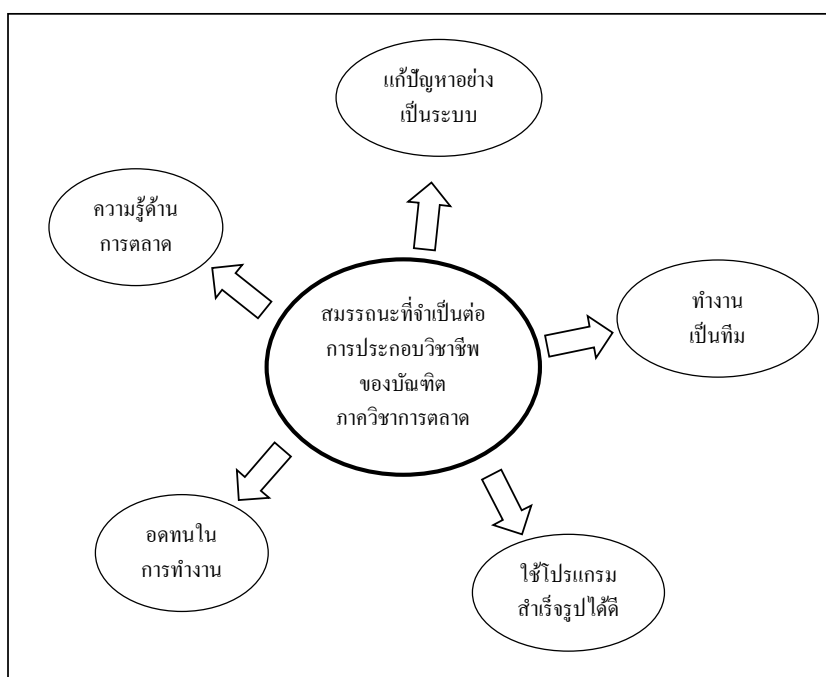 แก้ปัญหาอย่าง
เป็นระบบ
ความรู้ด้าน
การตลาด
สมรรถนะที่จำเป็นต่อ
การประกอบวิชาชีพ
ของบัณฑิต
ภาควิชาการตลาด
ทำงาน
เป็นทีม
อดทนใน
การทำงาน
ใช้โปรแกรม
สำเร็จรูปได้ดี